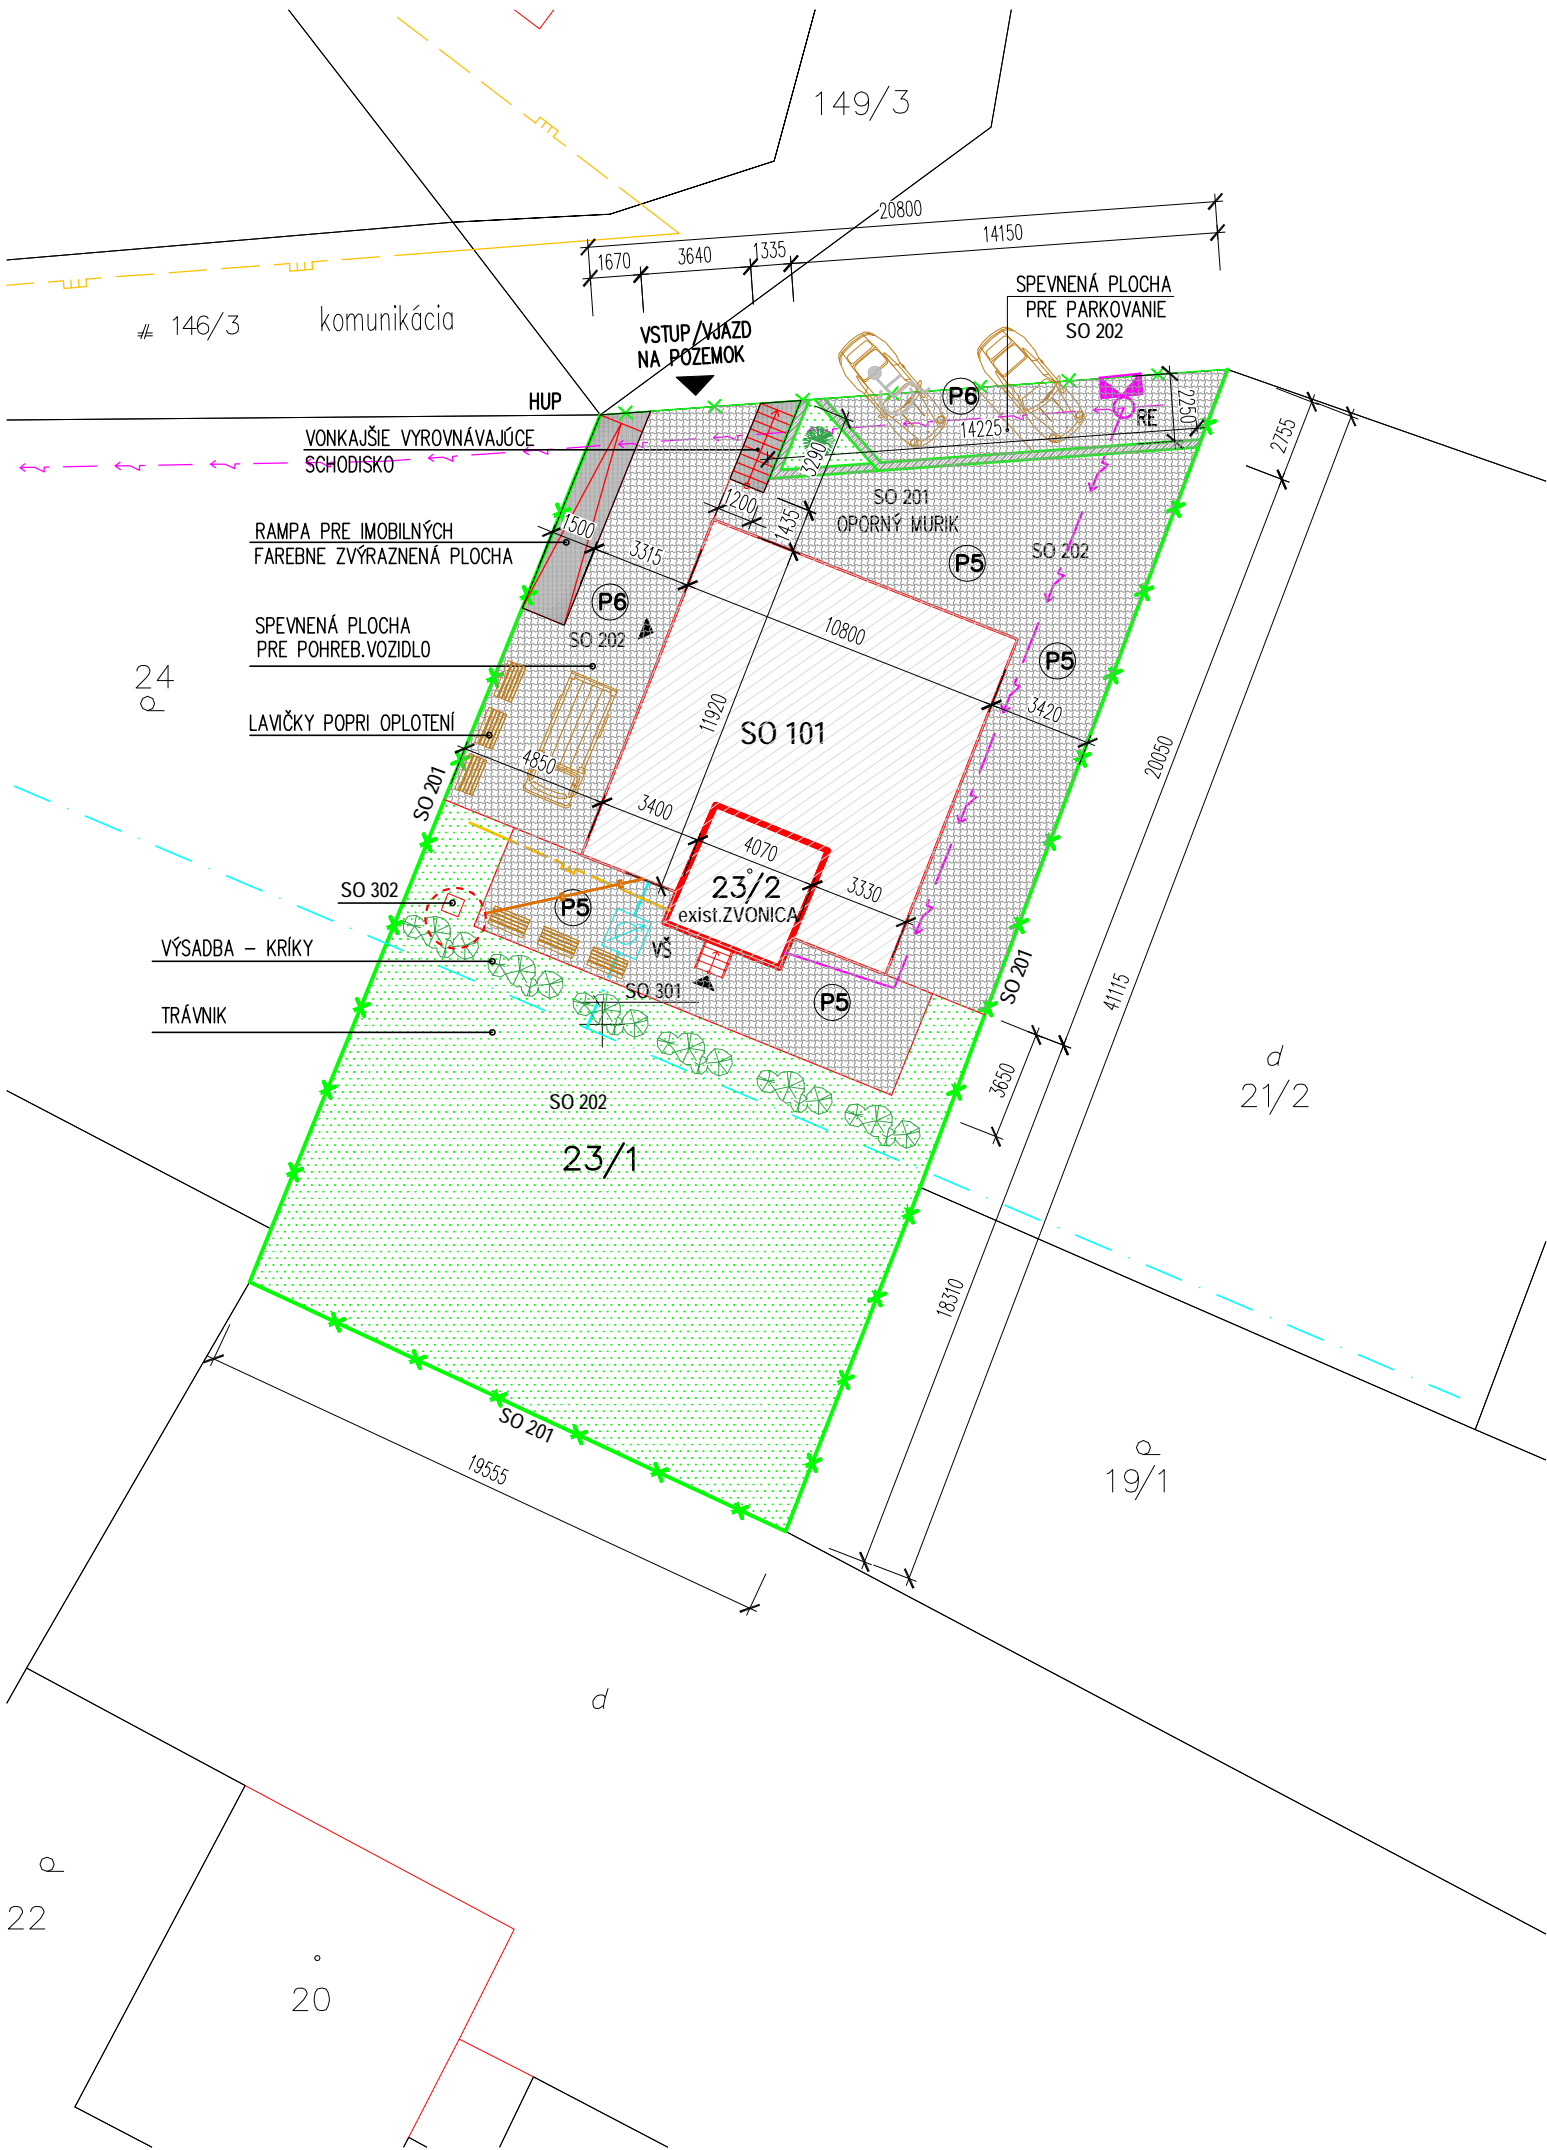 149/3
20800
14150
1670
3640
1335
SPEVNENÁ PLOCHA
PRE PARKOVANIE
SO 202
146/3
komunikácia
VSTUP/VJAZD
NA POZEMOK
HUP
P6
RE
2250
2755
VONKAJŠIE VYROVNÁVAJÚCE
SCHODISKO
14225
3290
SO 201
OPORNÝ MURIK
1200
1435
1500
3315
RAMPA PRE IMOBILNÝCH
FAREBNE ZVÝRAZNENÁ PLOCHA
P5
SO 202
P6
SO 202
SPEVNENÁ PLOCHA
PRE POHREB.VOZIDLO
10800
P5
24
LAVIČKY POPRI OPLOTENÍ
11920
SO 101
3420
20050
4850
SO 201
3400
4070
3330
23/2
exist.ZVONICA
SO 302
P5
VÝSADBA – KRÍKY
VŠ
SO 301
P5
SO 201
41115
TRÁVNIK
3650
d
21/2
SO 202
23/1
18310
SO 201
19555
19/1
d
22
20